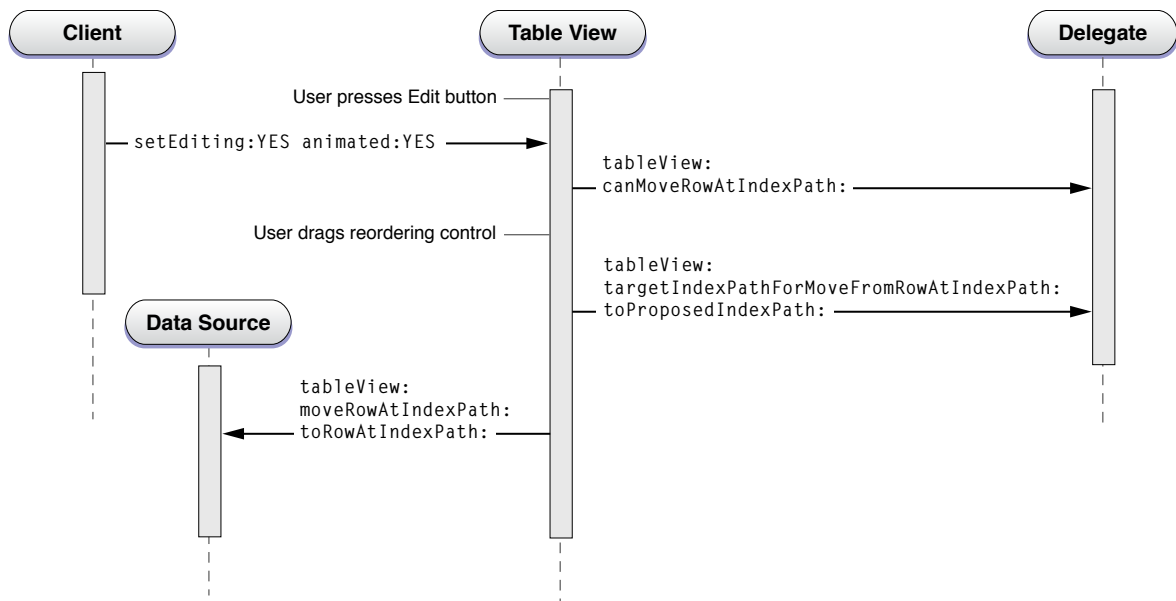 Client
Table View
Delegate
User presses Edit button
setEditing:YES animated:YES
tableView:
canMoveRowAtIndexPath:
User drags reordering control
tableView:
targetIndexPathForMoveFromRowAtIndexPath:
toProposedIndexPath:
Data Source
tableView:
moveRowAtIndexPath:
toRowAtIndexPath: